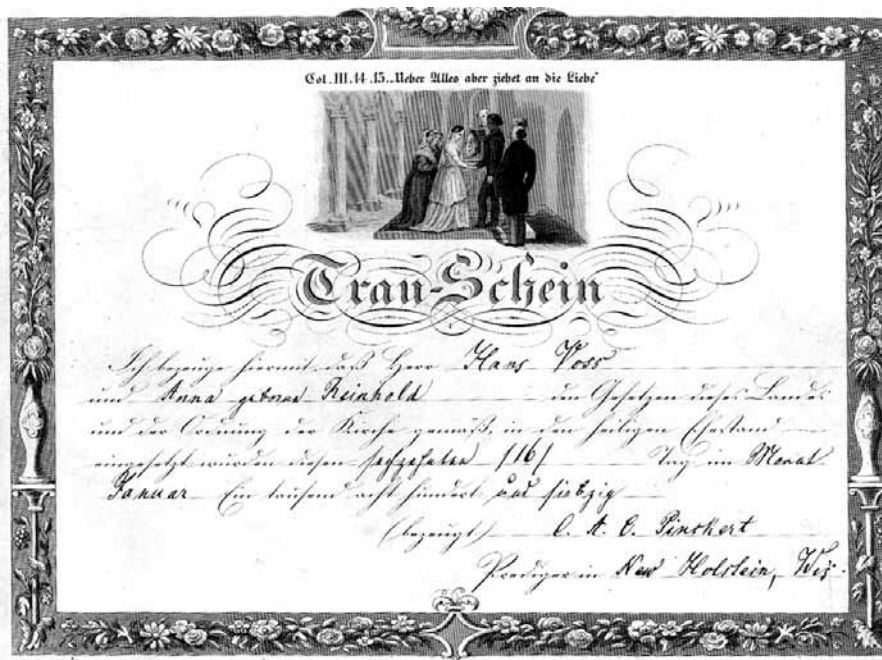 Col. III. 14-15. „Ueber Alles aber ziehet an die Liebe"
Trau-Schein
Ich bezeuge hiermit, daß Herr Hans Voss
und Anna geborne Reinhold den Gesetzen dieses Landes
und der Ordnung der Kirche gemäß, in den heiligen Ehestand
eingesetzt wurden diesen sechzehnten /16/ Tag im Monat
Januar Ein tausend acht hundert und siebzig
(bezeugt) C. A. O. Pinckert
Prediger in New Holstein, Wis.